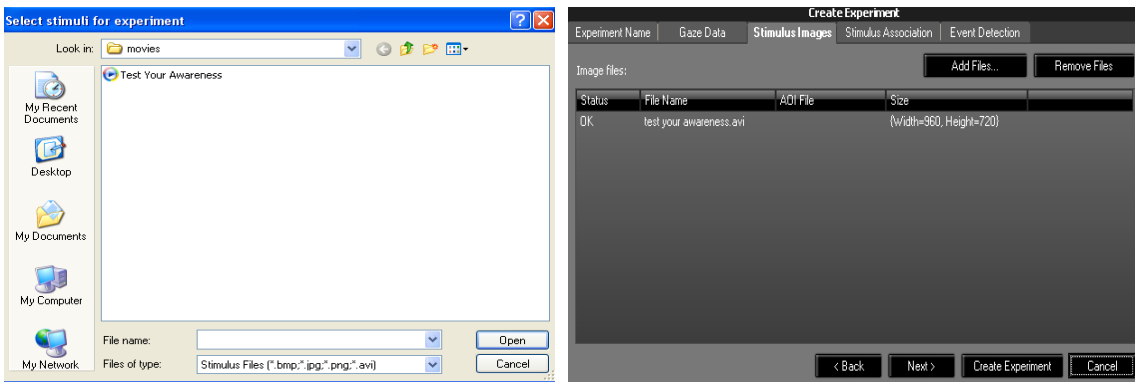 Select stimuli for experiment
Look in: movies
Test Your Awareness
My Recent
Documents
Desktop
My Documents
My Computer
My Network
File name: Open
Files of type: Stimulus Files (*.bmp;*.jpg;*.png;*.avi) Cancel
Create Experiment
Experiment Name Gaze Data Stimulus Images Stimulus Association Event Detection
Image files: Add Files... Remove Files
Status File Name AOI File Size
OK test your awareness.avi {Width=960, Height=720}
< Back Next > Create Experiment Cancel